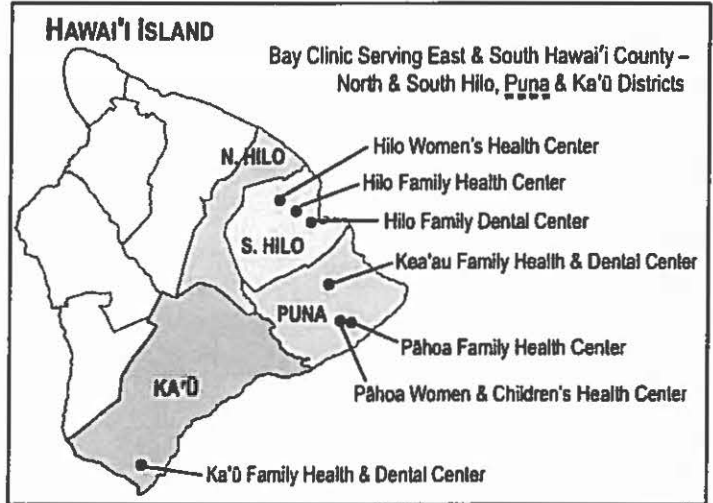 HAWAI'I ISLAND
Bay Clinic Serving East & South Hawai'i County –
North & South Hilo, Puna & Ka'ū Districts
N. HILO
Hilo Women's Health Center
Hilo Family Health Center
Hilo Family Dental Center
S. HILO
Kea'au Family Health & Dental Center
PUNA
Pāhoa Family Health Center
Pāhoa Women & Children's Health Center
KA'Ū
Ka'ū Family Health & Dental Center